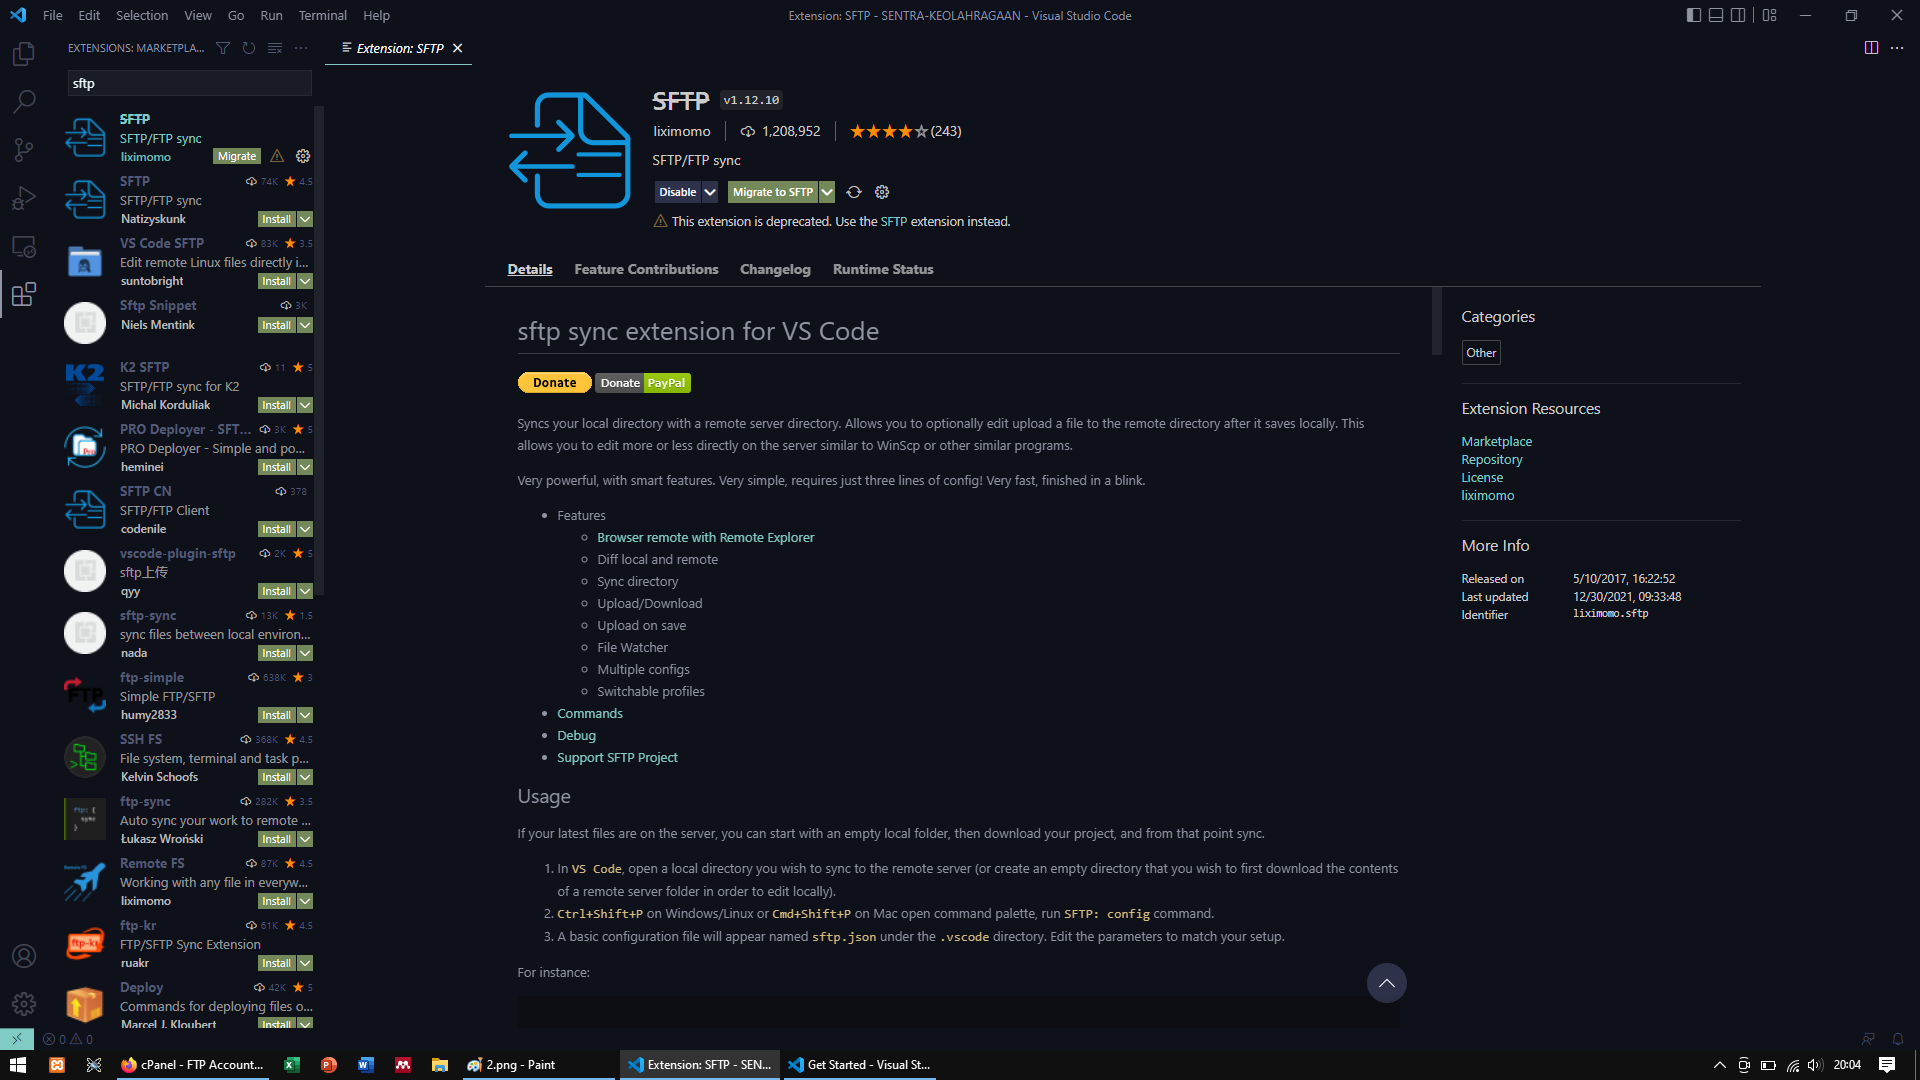 File Edit Selection View Go Run Terminal Help
Extension: SFTP - SENTRA-KEOLAHRAGAAN - Visual Studio Code
EXTENSIONS: MARKETPLA...
sftp
SFTP
SFTP/FTP sync
liximomo Migrate
SFTP 74K 4.5
SFTP/FTP sync
Natizyskunk Install
VS Code SFTP 83K 3.5
Edit remote Linux files directly i...
suntobright Install
Sftp Snippet 3K
Niels Mentink Install
K2
K2 SFTP 11 5
SFTP/FTP sync for K2
Michal Korduliak Install
PRO Deployer - SFT... 3K 5
PRO Deployer - Simple and po...
heminei Install
SFTP CN 378
SFTP/FTP Client
codenile Install
vscode-plugin-sftp 2K 5
sftp上传
qyy Install
sftp-sync 13K 1.5
sync files between local environ...
nada Install
FTP
ftp-simple 638K 3
Simple FTP/SFTP
humy2833 Install
SSH FS 368K 4.5
File system, terminal and task p...
Kelvin Schoofs Install
ftp: {
sync
}
ftp-sync 282K 3.5
Auto sync your work to remote ...
Łukasz Wroński Install
Remote FS 87K 4.5
Working with any file in everyw...
liximomo Install
ftp-kr
ftp-kr 61K 4.5
FTP/SFTP Sync Extension
ruakr Install
Deploy 42K 5
Commands for deploying files o...
Marcel J. Kloubert Install
Extension: SFTP
SFTP v1.12.10
liximomo 1,208,952 (243)
SFTP/FTP sync
Disable Migrate to SFTP
This extension is deprecated. Use the SFTP extension instead.
Details Feature Contributions Changelog Runtime Status
sftp sync extension for VS Code
Donate Donate PayPal
Syncs your local directory with a remote server directory. Allows you to optionally edit upload a file to the remote directory after it saves locally. This
allows you to edit more or less directly on the server similar to WinScp or other similar programs.
Very powerful, with smart features. Very simple, requires just three lines of config! Very fast, finished in a blink.
Features
Browser remote with Remote Explorer
Diff local and remote
Sync directory
Upload/Download
Upload on save
File Watcher
Multiple configs
Switchable profiles
Commands
Debug
Support SFTP Project
Usage
If your latest files are on the server, you can start with an empty local folder, then download your project, and from that point sync.
1. In VS Code, open a local directory you wish to sync to the remote server (or create an empty directory that you wish to first download the contents
of a remote server folder in order to edit locally).
2. Ctrl+Shift+P on Windows/Linux or Cmd+Shift+P on Mac open command palette, run SFTP: config command.
3. A basic configuration file will appear named sftp.json under the .vscode directory. Edit the parameters to match your setup.
For instance:
Categories
Other
Extension Resources
Marketplace
Repository
License
liximomo
More Info
Released on 5/10/2017, 16:22:52
Last updated 12/30/2021, 09:33:48
Identifier liximomo.sftp
0 0
cPanel - FTP Account... 2.png - Paint Extension: SFTP - SEN... Get Started - Visual St... 20:04